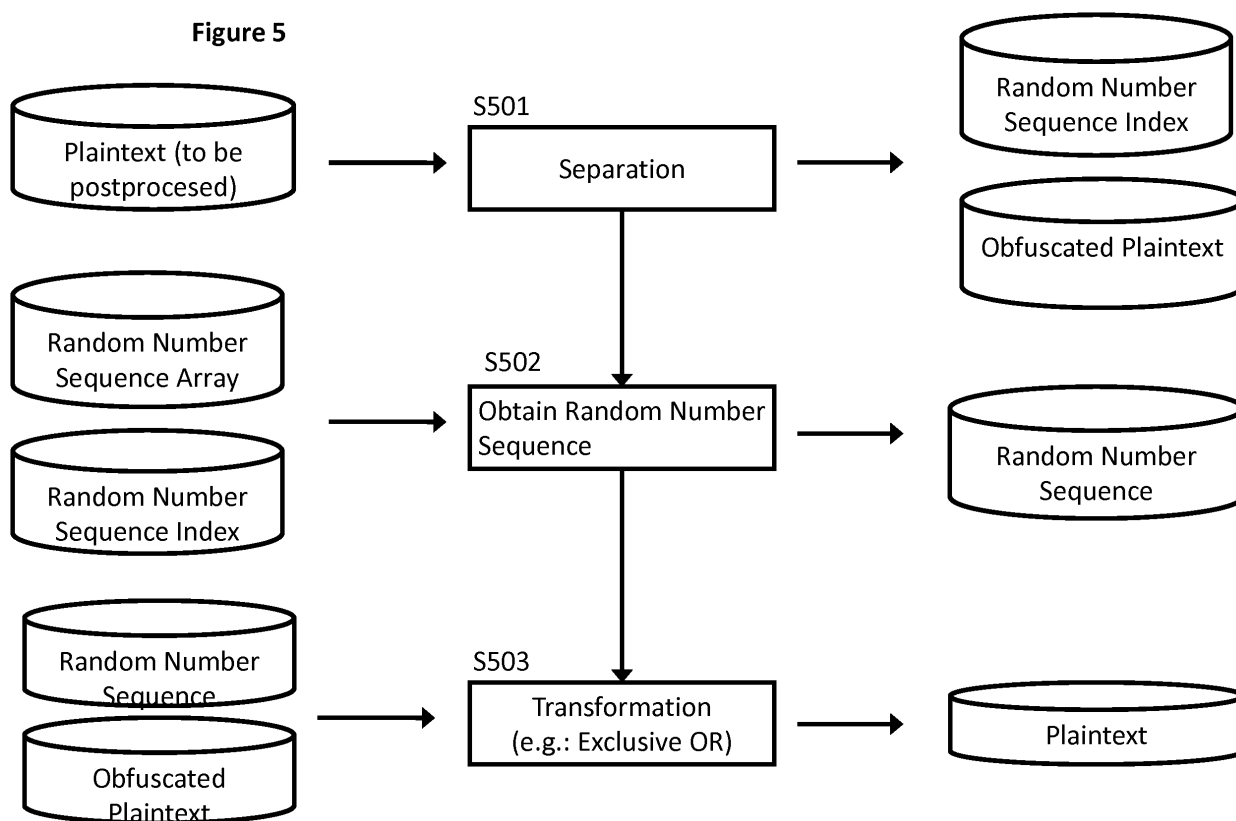 Figure 5
Plaintext (to be
postprocesed)
S501
Separation
Random Number
Sequence Index
Obfuscated Plaintext
Random Number
Sequence Array
Random Number
Sequence Index
S502
Obtain Random Number
Sequence
Random Number
Sequence
Random Number
Sequence
Obfuscated
Plaintext
S503
Transformation
(e.g.: Exclusive OR)
Plaintext